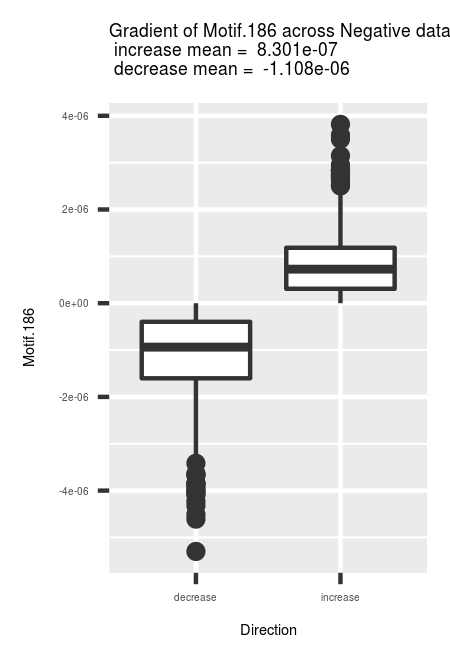 Gradient of Motif.186 across Negative data
increase mean =  8.301e-07
decrease mean =  -1.108e-06
4e-06
2e-06
0e+00
-2e-06
-4e-06
Motif.186
decrease
increase
Direction